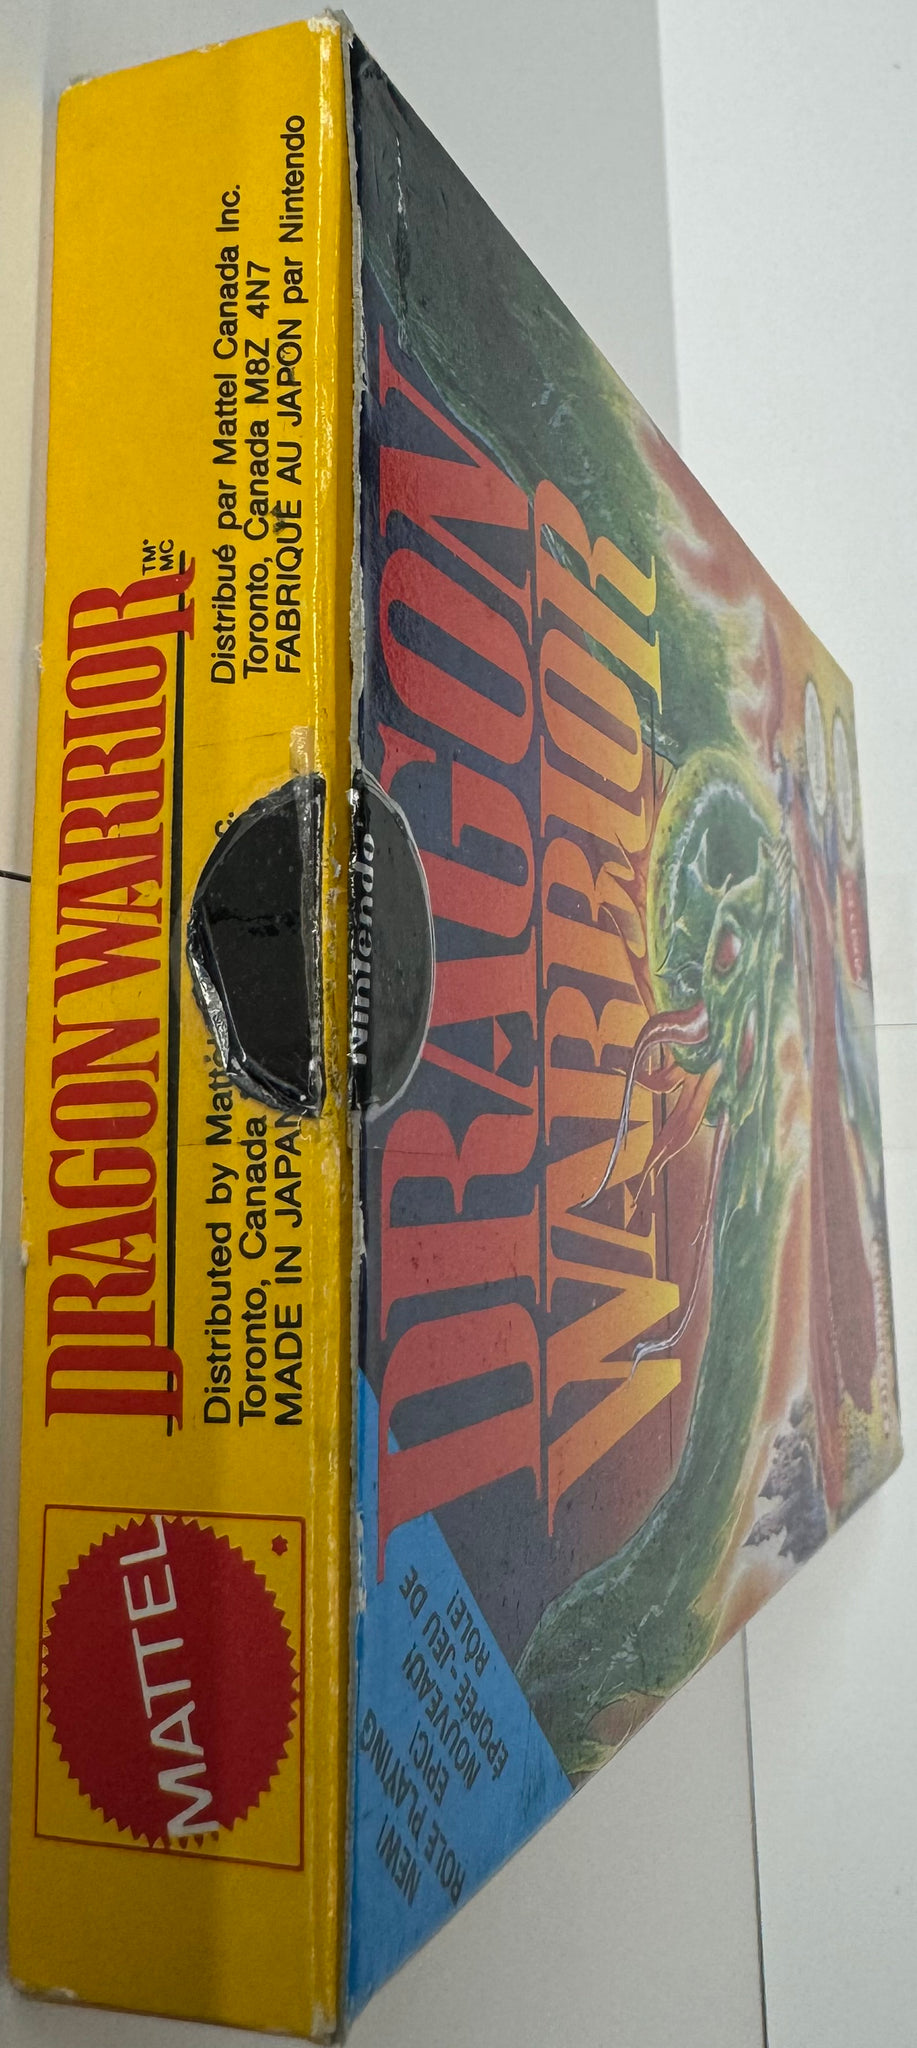 MATTEL
DRAGON WARRIOR
TM*
MC
Distributed by Mattel
Toronto, Canada
MADE IN JAPAN
Distribué par Mattel Canada Inc.
Toronto, Canada M8Z 4N7
FABRIQUÉ AU JAPON par Nintendo
Nintendo
NEW!
ROLE PLAYING
EPIC!
NOUVEAU!
ÉPOPÉE-JEU DE
RÔLE!
DRAGON
WARRIOR